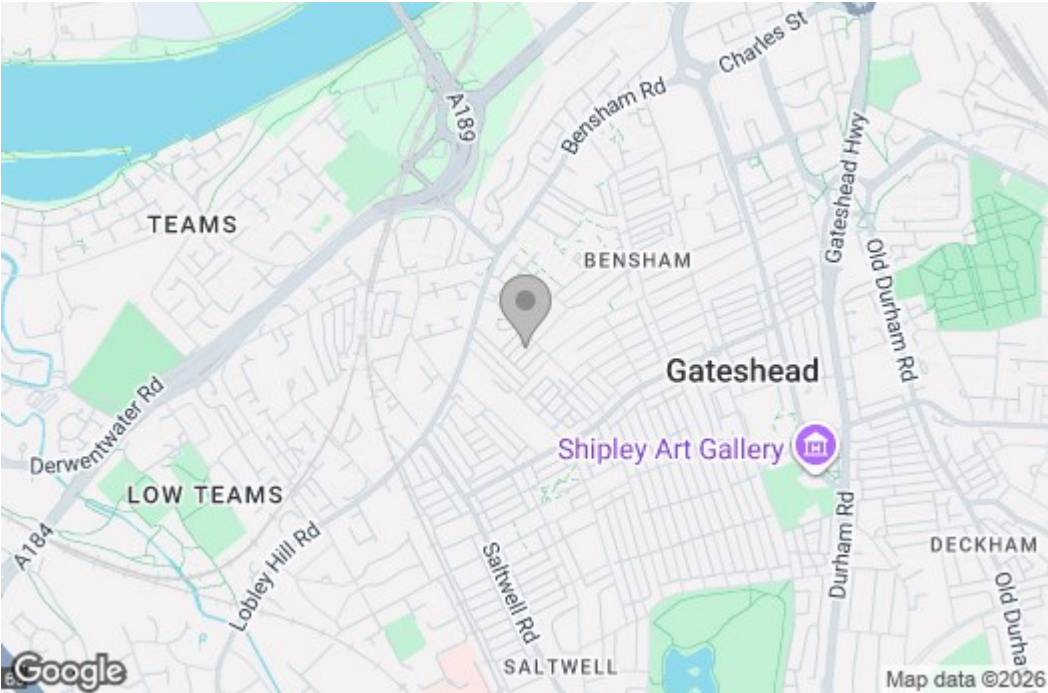 Charles St
Bensham Rd
A189
Gateshead Hwy
TEAMS
BENSHAM
Old Durham Rd
Gateshead
Derwentwater Rd
Shipley Art Gallery
LOW TEAMS
A184
Durham Rd
DECKHAM
Lobley Hill Rd
Saltwell Rd
Old Durha
SALTWELL
Google
Map data ©2026